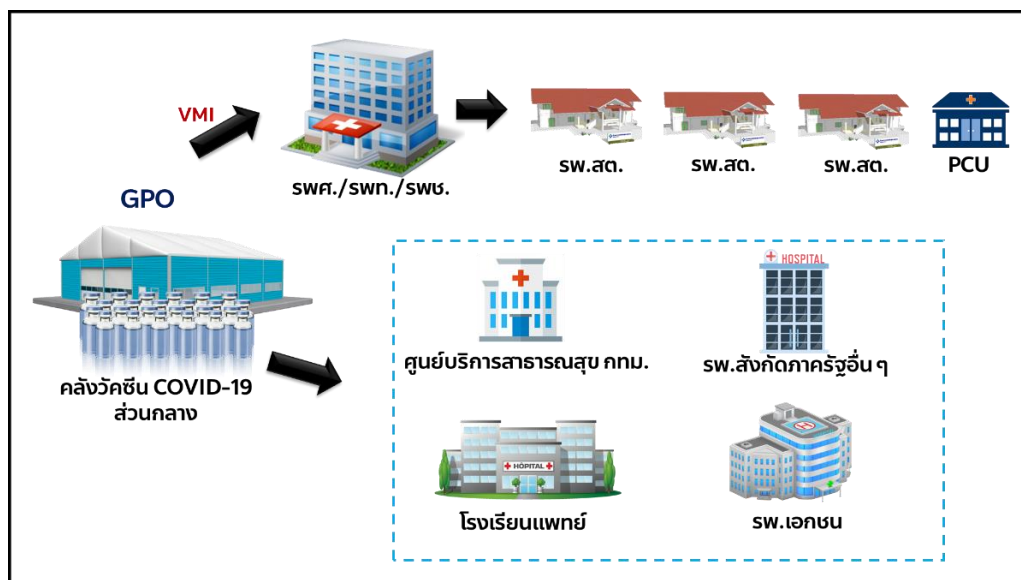 VMI
รพศ./รพท./รพช.
รพ.สต.
รพ.สต.
รพ.สต.
PCU
GPO
คลังวัคซีน COVID-19
ส่วนกลาง
ศูนย์บริการสาธารณสุข กทม.
HOSPITAL
รพ.สังกัดภาครัฐอื่น ๆ
HÔPITAL
โรงเรียนแพทย์
H
รพ.เอกชน